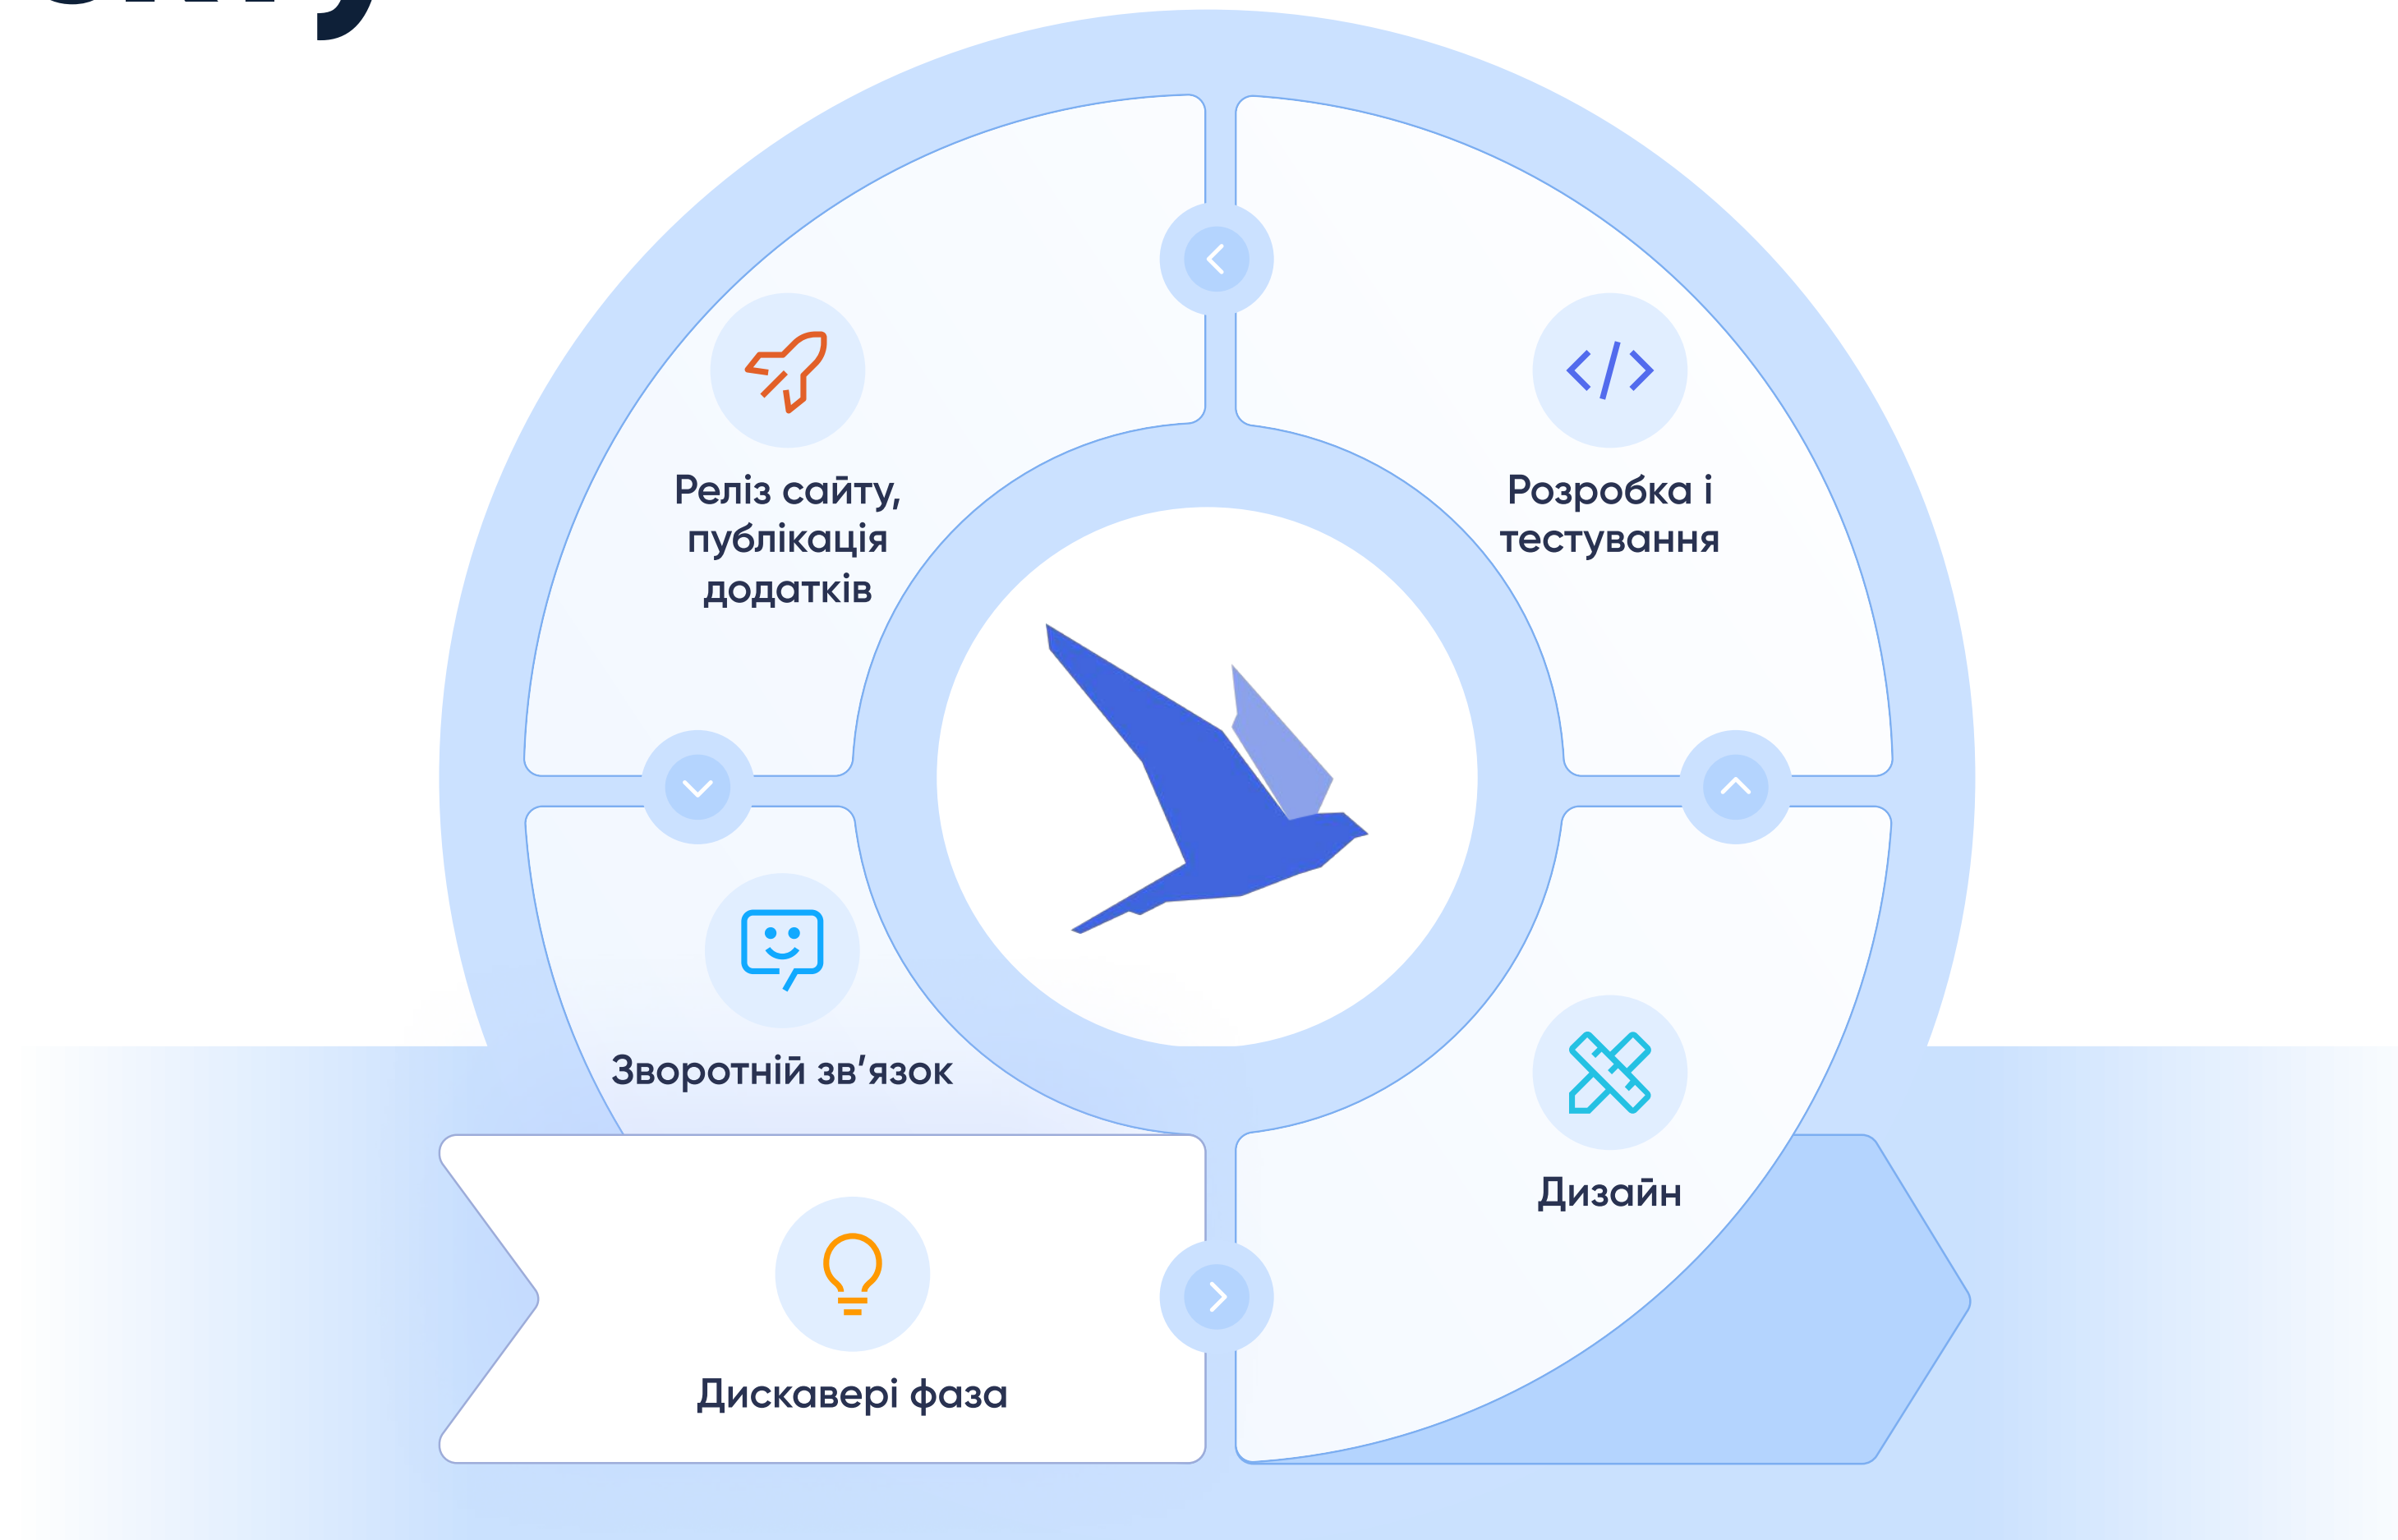 Реліз сайту,
публікація
додатків
Розробка і
тестування
Зворотній зв’язок
Дизайн
Дискавері фаза